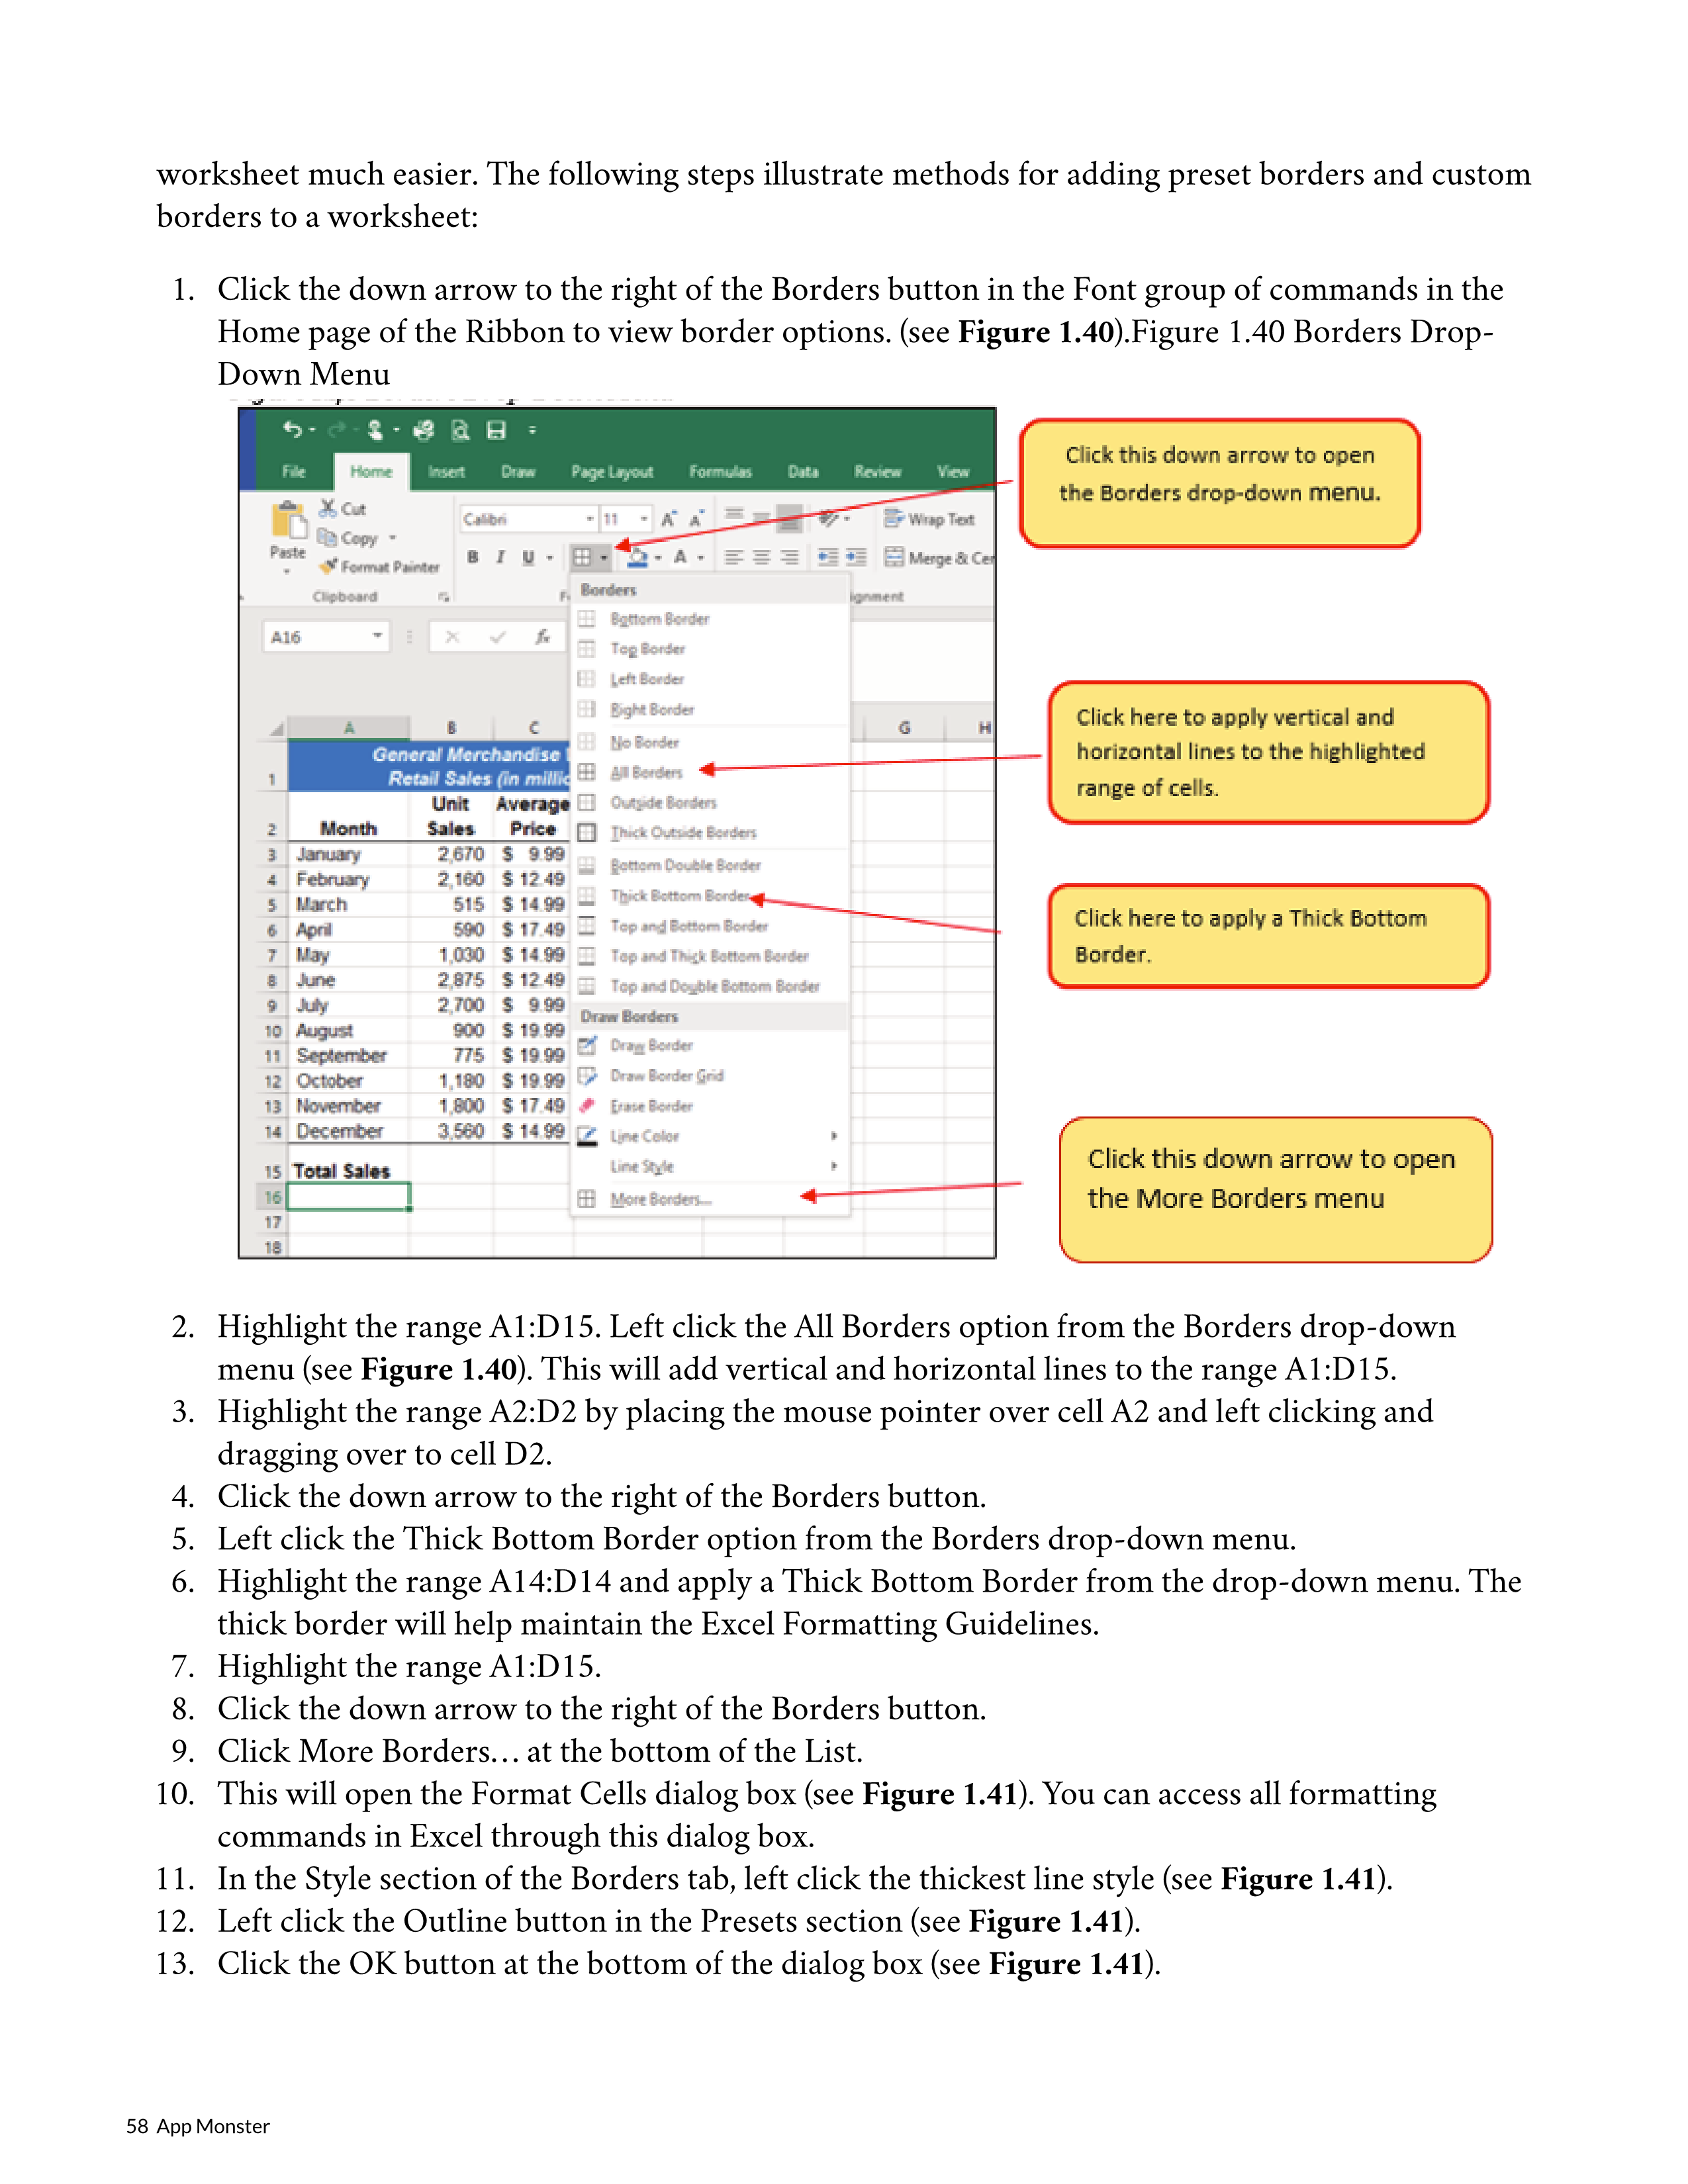 worksheet much easier. The following steps illustrate methods for adding preset borders and custom
borders to a worksheet:
1. Click the down arrow to the right of the Borders button in the Font group of commands in the
Home page of the Ribbon to view border options. (see Figure 1.40).Figure 1.40 Borders Drop-
Down Menu
File Home Insert Draw Page Layout Formulas Data Review View
Click this down arrow to open
the Borders drop-down menu.
Cut
Copy
Format Painter
Paste
Clipboard
Calibri 11
Wrap Text
B I U A
Merge & Cen
ignment
A16
fx
Borders
Bottom Border
Top Border
Left Border
Right Border
No Border
All Borders
Outside Borders
Thick Outside Borders
Bottom Double Border
Thick Bottom Border
Top and Bottom Border
Top and Thick Bottom Border
Top and Double Bottom Border
Draw Borders
Draw Border
Draw Border Grid
Erase Border
Line Color
Line Style
More Borders...
Click here to apply vertical and
horizontal lines to the highlighted
range of cells.
Click here to apply a Thick Bottom
Border.
Click this down arrow to open
the More Borders menu
A B C G H
General Merchandise
1 Retail Sales (in millio
Unit Average
2 Month Sales Price
3 January 2,670 $ 9.99
4 February 2,160 $ 12.49
5 March 515 $ 14.99
6 April 590 $ 17.49
7 May 1,030 $ 14.99
8 June 2,875 $ 12.49
9 July 2,700 $ 9.99
10 August 900 $ 19.99
11 September 775 $ 19.99
12 October 1,180 $ 19.99
13 November 1,800 $ 17.49
14 December 3,560 $ 14.99
15 Total Sales
16
17
18
2. Highlight the range A1:D15. Left click the All Borders option from the Borders drop-down
menu (see Figure 1.40). This will add vertical and horizontal lines to the range A1:D15.
3. Highlight the range A2:D2 by placing the mouse pointer over cell A2 and left clicking and
dragging over to cell D2.
4. Click the down arrow to the right of the Borders button.
5. Left click the Thick Bottom Border option from the Borders drop-down menu.
6. Highlight the range A14:D14 and apply a Thick Bottom Border from the drop-down menu. The
thick border will help maintain the Excel Formatting Guidelines.
7. Highlight the range A1:D15.
8. Click the down arrow to the right of the Borders button.
9. Click More Borders… at the bottom of the List.
10. This will open the Format Cells dialog box (see Figure 1.41). You can access all formatting
commands in Excel through this dialog box.
11. In the Style section of the Borders tab, left click the thickest line style (see Figure 1.41).
12. Left click the Outline button in the Presets section (see Figure 1.41).
13. Click the OK button at the bottom of the dialog box (see Figure 1.41).
58 App Monster